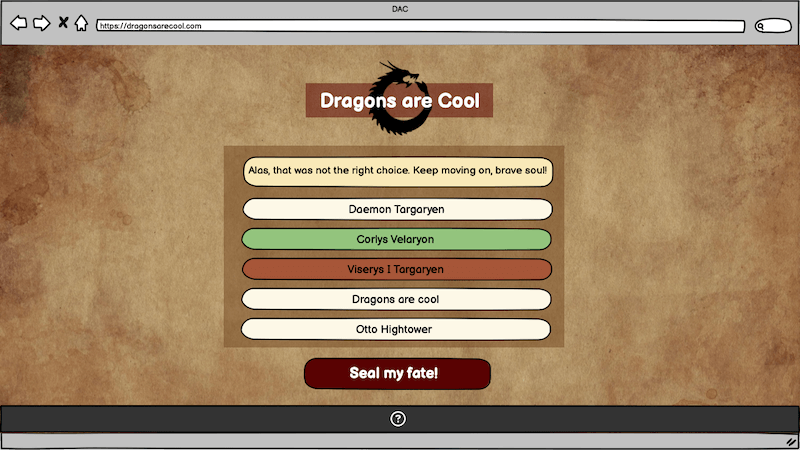 DAC
https://dragonsarecool.com
Dragons are Cool
Alas, that was not the right choice. Keep moving on, brave soul!
Daemon Targaryen
Corlys Velaryon
Viserys I Targaryen
Dragons are cool
Otto Hightower
Seal my fate!
?